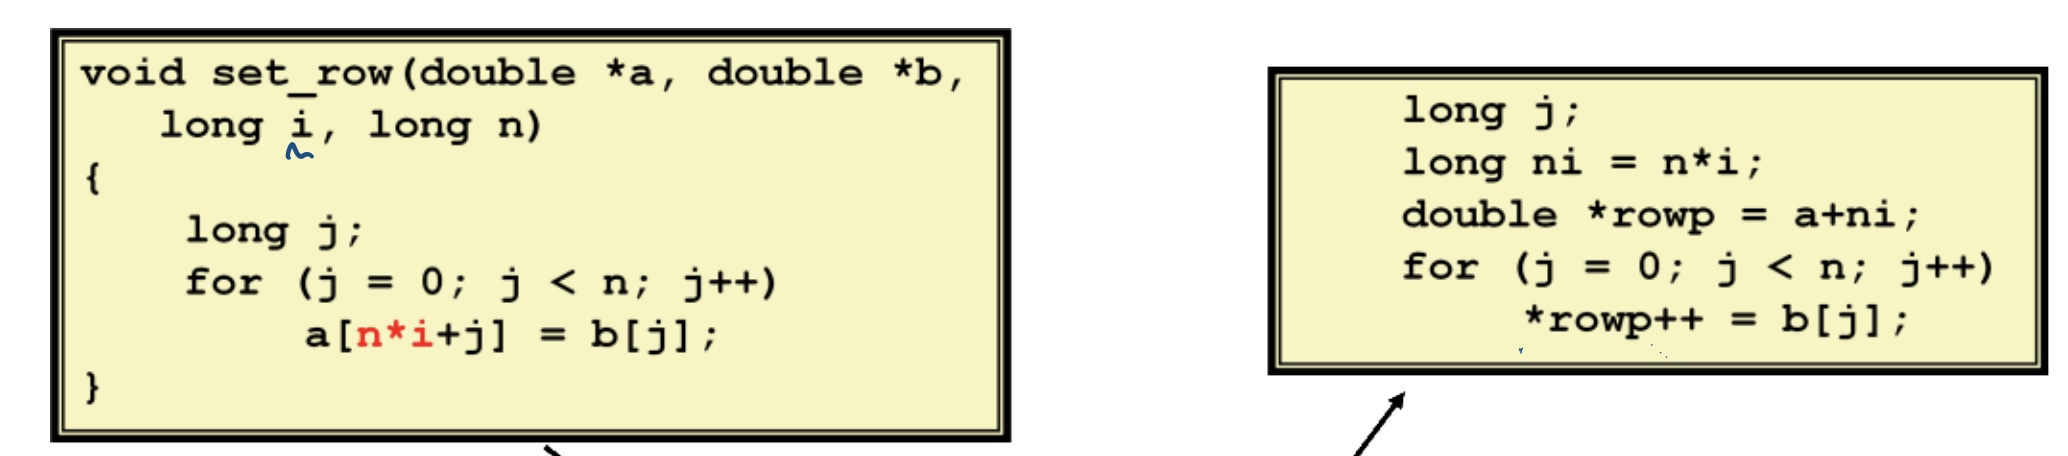 void set_row(double *a, double *b,
long i, long n)
{
long j;
for (j = 0; j < n; j++)
a[n*i+j] = b[j];
}
long j;
long ni = n*i;
double *rowp = a+ni;
for (j = 0; j < n; j++)
*rowp++ = b[j];